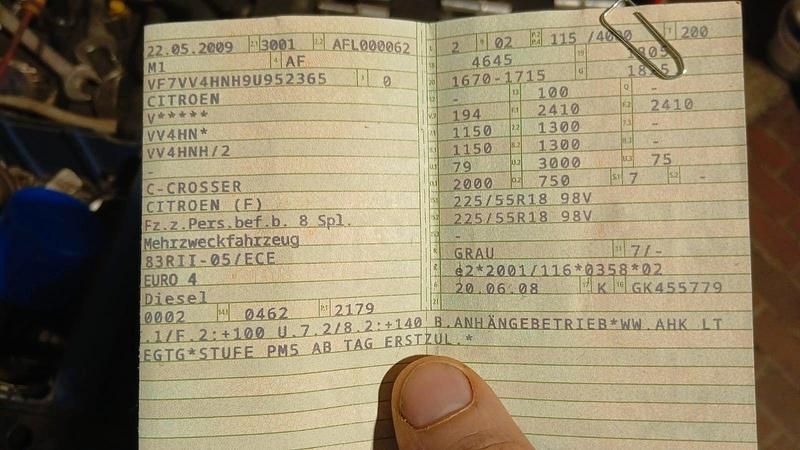 22.05.2009 3001 AFL000062
M1 AF
VF7VV4HNH9U952365 0
CITROEN
V*****
VV4HN*
VV4HNH/2
-
C-CROSSER
CITROEN (F)
Fz.z.Pers.bef.b. 8 Spl.
Mehrzweckfahrzeug
83RII-05/ECE
EURO 4
Diesel
0002 0462 2179
2 02 115 /4000 200
4645 1805
1670-1715
- 100 -
194 2410 2410
1150 1300 -
1150 1300 -
79 3000 75
2000 750 7 -
225/55R18 98V
225/55R18 98V
-
GRAU 7/-
e2*2001/116*0358*02
20.06.08 K GK455779
.1/F.2:+100 U.7.2/8.2:+140 B.ANHÄNGEBETRIEB*WW.AHK LT
EGTG*STUFE PM5 AB TAG ERSTZUL.*